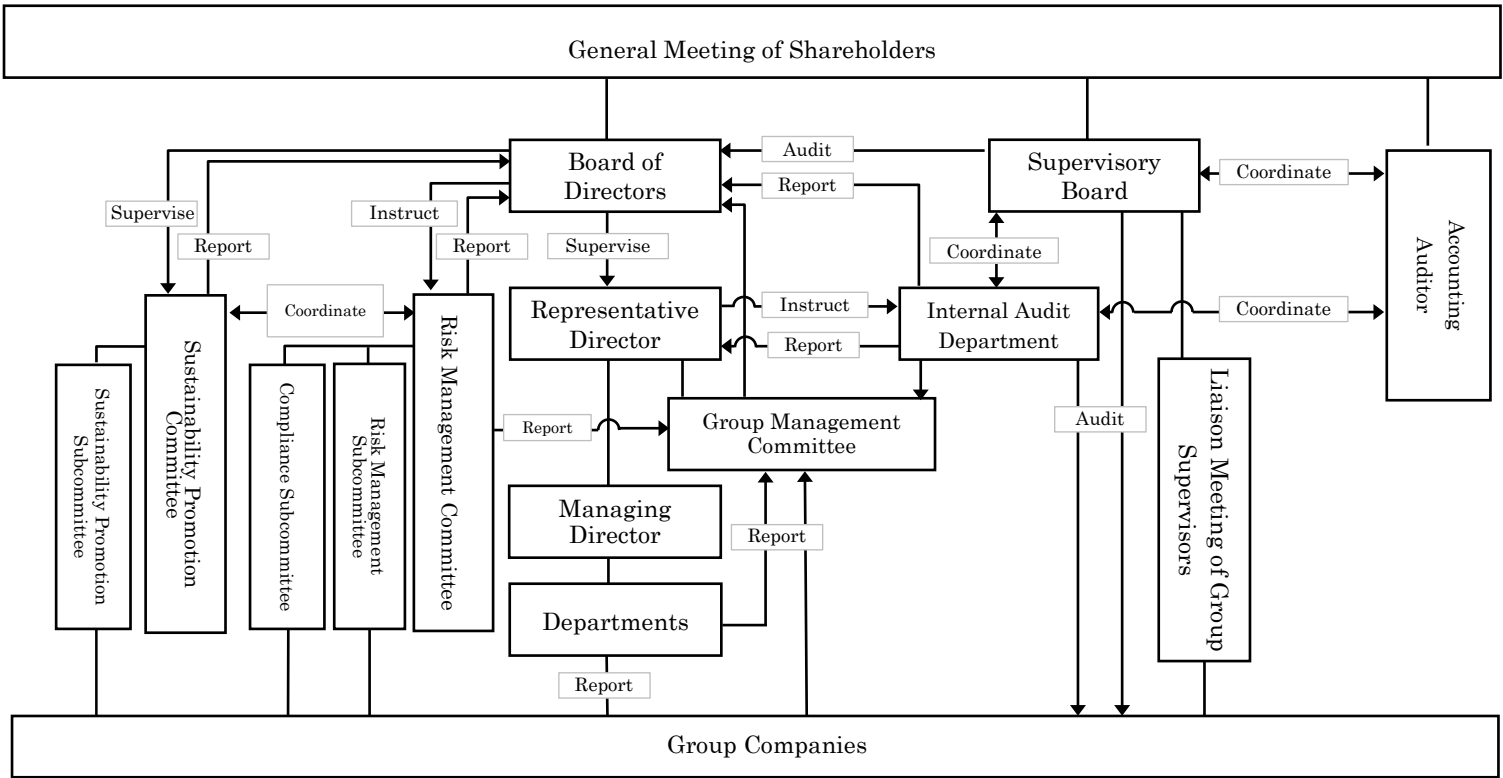 General Meeting of Shareholders
Board of
Directors
Audit
Supervisory
Board
Report
Coordinate
Supervise
Instruct
Report
Report
Supervise
Coordinate
Accounting
Auditor
Coordinate
Representative
Director
Instruct
Report
Internal Audit
Department
Coordinate
Sustainability Promotion
Subcommittee
Sustainability Promotion
Committee
Compliance Subcommittee
Risk Management
Subcommittee
Risk Management Committee
Report
Group Management
Committee
Audit
Liaison Meeting of Group
Supervisors
Managing
Director
Report
Departments
Report
Group Companies